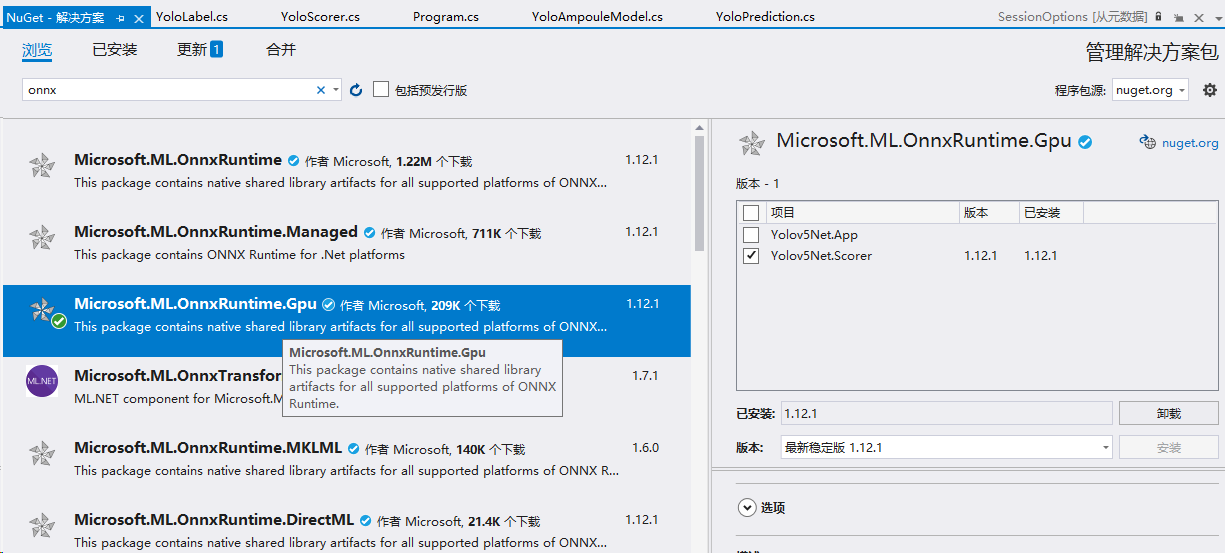 NuGet - 解决方案
YoloLabel.cs
YoloScorer.cs
Program.cs
YoloAmpouleModel.cs
YoloPrediction.cs
SessionOptions [从元数据]
浏览 已安装 更新 1 合并
管理解决方案包
onnx
包括预发行版
程序包源: nuget.org
Microsoft.ML.OnnxRuntime 作者 Microsoft, 1.22M 个下载 1.12.1
This package contains native shared library artifacts for all supported platforms of ONNX...
Microsoft.ML.OnnxRuntime.Managed 作者 Microsoft, 711K 个下载 1.12.1
This package contains ONNX Runtime for .Net platforms
Microsoft.ML.OnnxRuntime.Gpu 作者 Microsoft, 209K 个下载 1.12.1
This package contains native shared library artifacts for all supported platforms of ONNX...
Microsoft.ML.OnnxRuntime.Gpu
This package contains native shared library
artifacts for all supported platforms of ONNX
Runtime.
ML.NET
Microsoft.ML.OnnxTransfor 1.7.1
ML.NET component for Microsoft.M
Microsoft.ML.OnnxRuntime.MKLML 作者 Microsoft, 140K 个下载 1.6.0
This package contains native shared library artifacts for all supported platforms of ONNX R...
Microsoft.ML.OnnxRuntime.DirectML 作者 Microsoft, 21.4K 个下载 1.12.1
This package contains native shared library artifacts for all supported platforms of ONNX...
Microsoft.ML.OnnxRuntime.Gpu
nuget.org
版本 - 1
项目 版本 已安装
Yolov5Net.App
Yolov5Net.Scorer 1.12.1 1.12.1
已安装: 1.12.1 卸载
版本: 最新稳定版 1.12.1 安装
选项